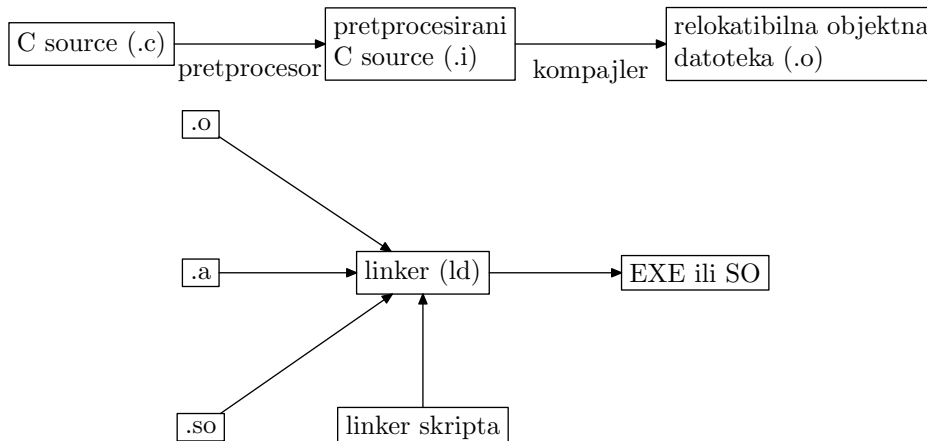 C source (.c)
pretprocesor
pretprocesirani
C source (.i)
kompajler
relokatibilna objektna
datoteka (.o)
.o
.a
.so
linker (ld)
linker skripta
EXE ili SO